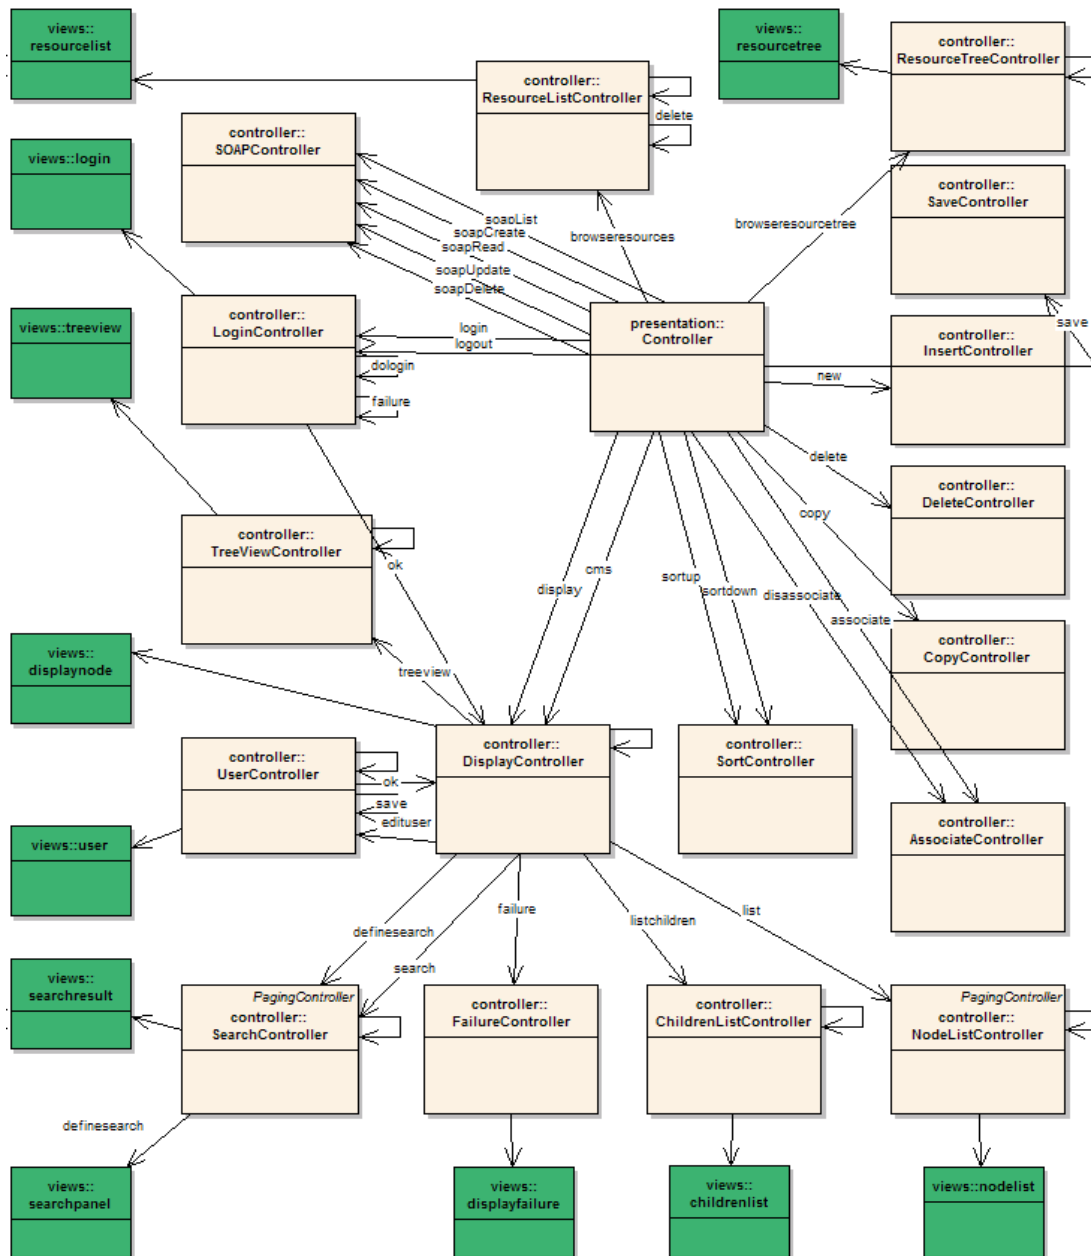 views::
resourcelist
views::
resourcetree
controller::
ResourceTreeController
controller::
ResourceListController
delete
controller::
SOAPController
views::login
controller::
SaveController
soapList
soapCreate
soapRead
soapUpdate
soapDelete
browseresources
browseresourcetree
controller::
LoginController
login
logout
dologin
failure
presentation::
Controller
views::treeview
controller::
InsertController
save
new
delete
controller::
DeleteController
copy
controller::
TreeViewController
ok
cms
display
sortup
sortdown
disassociate
associate
controller::
CopyController
views::
displaynode
treeview
controller::
UserController
ok
save
edituser
controller::
DisplayController
controller::
SortController
controller::
AssociateController
views::user
definesearch
search
failure
listchildren
list
views::
searchresult
PagingController
controller::
SearchController
controller::
FailureController
controller::
ChildrenListController
PagingController
controller::
NodeListController
definesearch
views::
searchpanel
views::
displayfailure
views::
childrenlist
views::nodelist